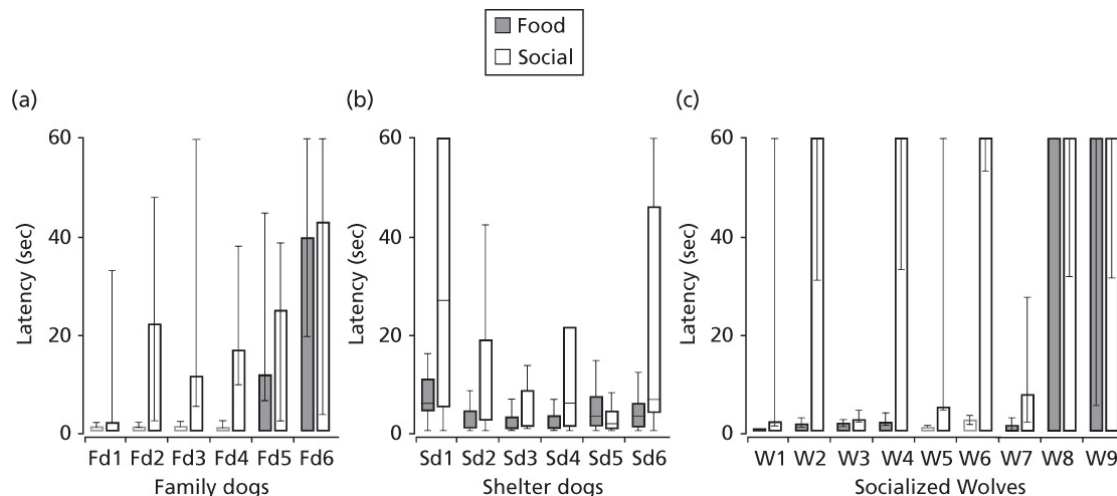 Food
Social
(a)
(b)
(c)
60
40
20
0
Latency (sec)
Fd1 Fd2 Fd3 Fd4 Fd5 Fd6
Family dogs
60
40
20
0
Latency (sec)
Sd1 Sd2 Sd3 Sd4 Sd5 Sd6
Shelter dogs
60
40
20
0
Latency (sec)
W1 W2 W3 W4 W5 W6 W7 W8 W9
Socialized Wolves